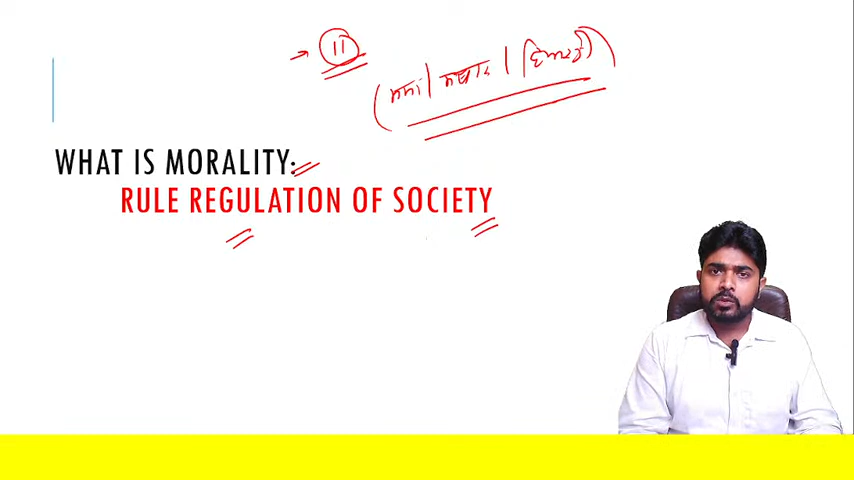 11
WHAT IS MORALITY:
RULE REGULATION OF SOCIETY